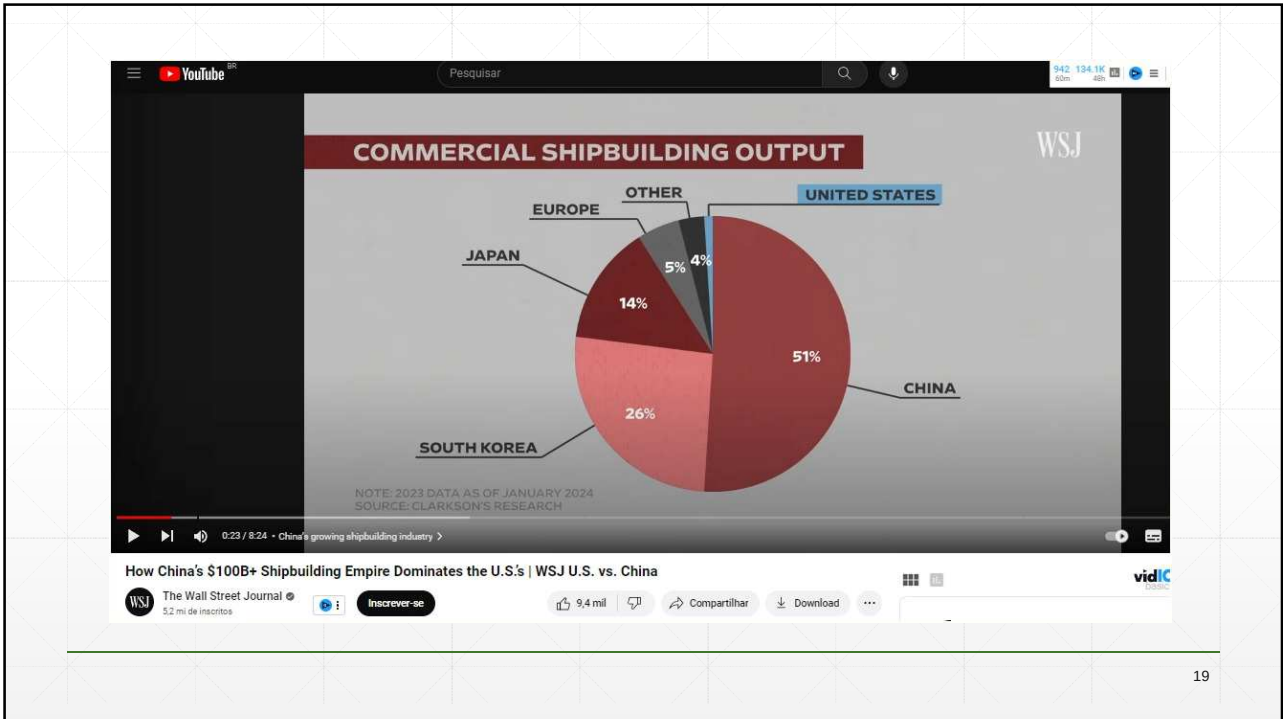 YouTube BR
Pesquisar
942 134.1K
60m 48h
COMMERCIAL SHIPBUILDING OUTPUT
WSJ
OTHER
UNITED STATES
EUROPE
JAPAN
5% 4%
14%
51%
CHINA
26%
SOUTH KOREA
NOTE: 2023 DATA AS OF JANUARY 2024
SOURCE: CLARKSON'S RESEARCH
0:23 / 8:24 • China's growing shipbuilding industry >
How China's $100B+ Shipbuilding Empire Dominates the U.S.'s | WSJ U.S. vs. China
WSJ
The Wall Street Journal
5,2 mi de inscritos
Inscrever-se
9,4 mil
Compartilhar
Download
...
vidIQ
basic
19